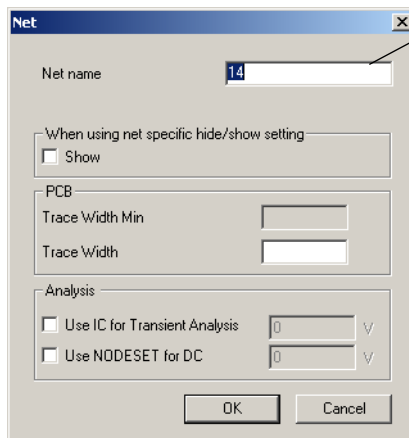 Net
Net name 14
When using net specific hide/show setting
Show
PCB
Trace Width Min
Trace Width
Analysis
Use IC for Transient Analysis 0 V
Use NODESET for DC 0 V
OK Cancel